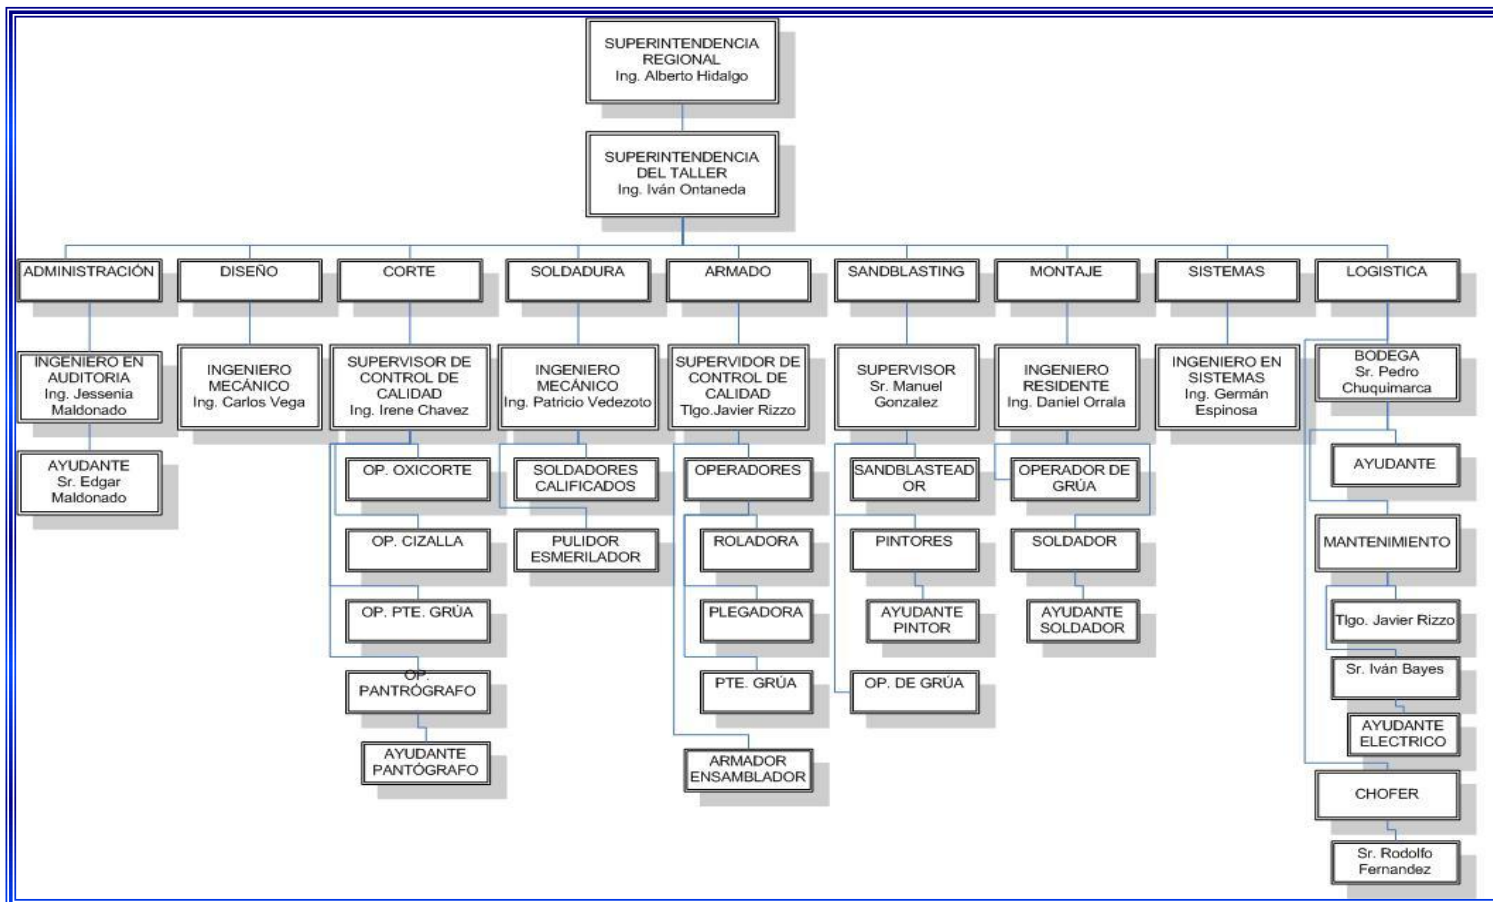 SUPERINTENDENCIA
REGIONAL
Ing. Alberto Hidalgo
SUPERINTENDENCIA
DEL TALLER
Ing. Iván Ontaneda
ADMINISTRACIÓN
DISEÑO
CORTE
SOLDADURA
ARMADO
SANDBLASTING
MONTAJE
SISTEMAS
LOGISTICA
INGENIERO EN
AUDITORIA
Ing. Jessenia
Maldonado
INGENIERO
MECÁNICO
Ing. Carlos Vega
SUPERVISOR DE
CONTROL DE
CALIDAD
Ing. Irene Chavez
INGENIERO
MECÁNICO
Ing. Patricio Vedezoto
SUPERVIDOR DE
CONTROL DE
CALIDAD
Tlgo.Javier Rizzo
SUPERVISOR
Sr. Manuel
Gonzalez
INGENIERO
RESIDENTE
Ing. Daniel Orrala
INGENIERO EN
SISTEMAS
Ing. Germán
Espinosa
BODEGA
Sr. Pedro
Chuquimarca
AYUDANTE
Sr. Edgar
Maldonado
OP. OXICORTE
SOLDADORES
CALIFICADOS
OPERADORES
SANDBLASTEAD
OR
OPERADOR DE
GRÚA
AYUDANTE
OP. CIZALLA
PULIDOR
ESMERILADOR
ROLADORA
PINTORES
SOLDADOR
MANTENIMIENTO
OP. PTE. GRÚA
PLEGADORA
AYUDANTE
PINTOR
AYUDANTE
SOLDADOR
Tlgo. Javier Rizzo
OP.
PANTRÓGRAFO
PTE. GRÚA
OP. DE GRÚA
Sr. Iván Bayes
AYUDANTE
PANTÓGRAFO
ARMADOR
ENSAMBLADOR
AYUDANTE
ELECTRICO
CHOFER
Sr. Rodolfo
Fernandez